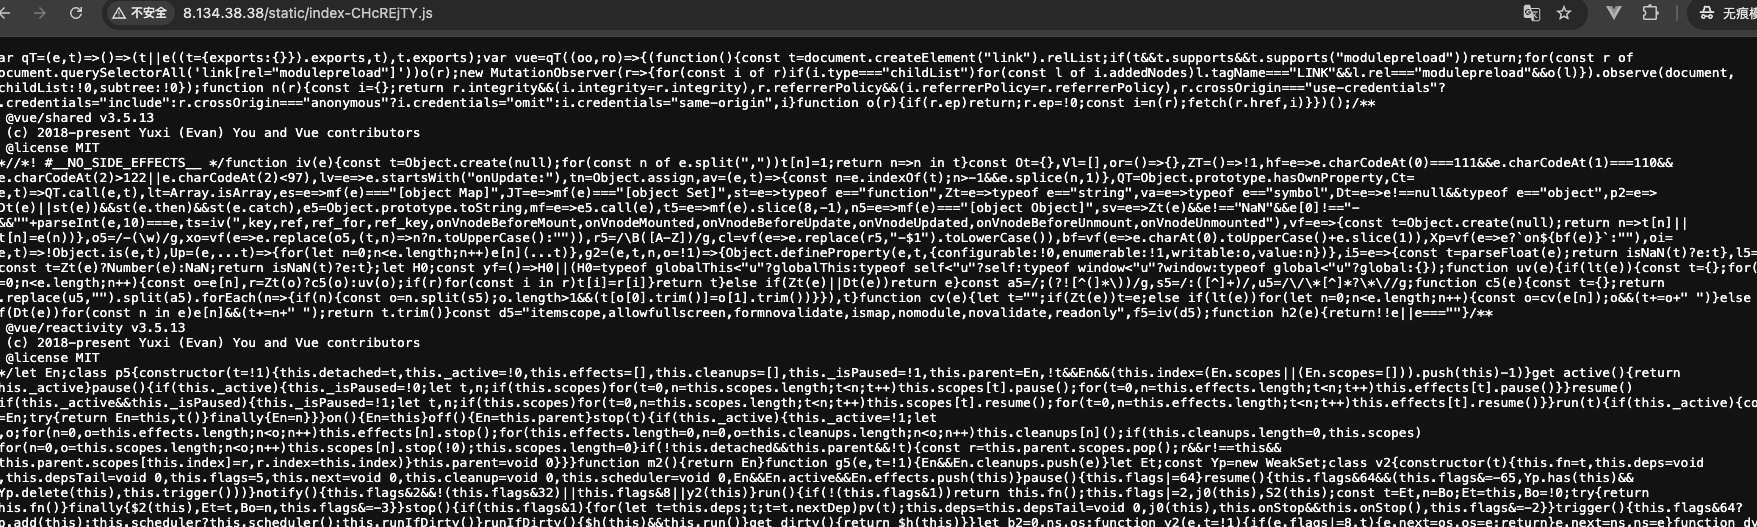 不安全 8.134.38.38/static/index-CHcREjTY.js 无痕模
ar qT=(e,t)=>()=>(t||e((t={exports:{}}).exports,t),t.exports);var vue=qT((oo,ro)=>{(function(){const t=document.createElement("link").relList;if(t&&t.supports&&t.supports("modulepreload"))return;for(const r of
ocument.querySelectorAll('link[rel="modulepreload"]'))o(r);new MutationObserver(r=>{for(const i of r)if(i.type==="childList")for(const l of i.addedNodes)l.tagName==="LINK"&&l.rel==="modulepreload"&&o(l)}).observe(document,
childList:!0,subtree:!0});function n(r){const i={};return r.integrity&&(i.integrity=r.integrity),r.referrerPolicy&&(i.referrerPolicy=r.referrerPolicy),r.crossOrigin==="use-credentials"?
.credentials="include":r.crossOrigin==="anonymous"?i.credentials="omit":i.credentials="same-origin",i}function o(r){if(r.ep)return;r.ep=!0;const i=n(r);fetch(r.href,i)}})();/**
@vue/shared v3.5.13
(c) 2018-present Yuxi (Evan) You and Vue contributors
@license MIT
*//*! #__NO_SIDE_EFFECTS__ */function iv(e){const t=Object.create(null);for(const n of e.split(","))t[n]=1;return n=>n in t}const Ot={},Vl=[],or=()=>{},ZT=()=>!1,hf=e=>e.charCodeAt(0)===111&&e.charCodeAt(1)===110&&
e.charCodeAt(2)>122||e.charCodeAt(2)<97),lv=e=>e.startsWith("onUpdate:"),tn=Object.assign,av=(e,t)=>{const n=e.indexOf(t);n>-1&&e.splice(n,1)},QT=Object.prototype.hasOwnProperty,Ct=
e,t)=>QT.call(e,t),lt=Array.isArray,es=e=>mf(e)==="[object Map]",JT=e=>mf(e)==="[object Set]",st=e=>typeof e=="function",Zt=e=>typeof e=="string",va=e=>typeof e=="symbol",Dt=e=>e!==null&&typeof e=="object",p2=e=>
Dt(e)||st(e))&&st(e.then)&&st(e.catch),e5=Object.prototype.toString,mf=e=>e5.call(e),t5=e=>mf(e).slice(8,-1),n5=e=>mf(e)==="[object Object]",sv=e=>Zt(e)&&e!=="NaN"&&e[0]!=="-
&&""+parseInt(e,10)===e,ts=iv(",key,ref,ref_for,ref_key,onVnodeBeforeMount,onVnodeMounted,onVnodeBeforeUpdate,onVnodeUpdated,onVnodeBeforeUnmount,onVnodeUnmounted"),vf=e=>{const t=Object.create(null);return n=>t[n]||
t[n]=e(n))},o5=/-(\w)/g,xo=vf(e=>e.replace(o5,(t,n)=>n?n.toUpperCase():"")),r5=/\B([A-Z])/g,cl=vf(e=>e.replace(r5,"-$1").toLowerCase()),bf=vf(e=>e.charAt(0).toUpperCase()+e.slice(1)),Xp=vf(e=>e?`on${bf(e)}`:""),oi=
e,t)=>!Object.is(e,t),Up=(e,...t)=>{for(let n=0;n<e.length;n++)e[n](...t)},g2=(e,t,n,o=!1)=>{Object.defineProperty(e,t,{configurable:!0,enumerable:!1,writable:o,value:n})},i5=e=>{const t=parseFloat(e);return isNaN(t)?e:t},l5=
const t=Zt(e)?Number(e):NaN;return isNaN(t)?e:t};let H0;const yf=()=>H0||(H0=typeof globalThis<"u"?globalThis:typeof self<"u"?self:typeof window<"u"?window:typeof global<"u"?global:{});function uv(e){if(lt(e)){const t={};for(
=0;n<e.length;n++){const o=e[n],r=Zt(o)?c5(o):uv(o);if(r)for(const i in r)t[i]=r[i]}return t}else if(Zt(e)||Dt(e))return e}const a5=/;(?![^(]*\))/g,s5=/:([^]+)/,u5=/\/\*[^]*?\*\//g;function c5(e){const t={};return
.replace(u5,"").split(a5).forEach(n=>{if(n){const o=n.split(s5);o.length>1&&(t[o[0].trim()]=o[1].trim())}}),t}function cv(e){let t="";if(Zt(e))t=e;else if(lt(e))for(let n=0;n<e.length;n++){const o=cv(e[n]);o&&(t+=o+" ")}else
f(Dt(e))for(const n in e)e[n]&&(t+=n+" ");return t.trim()}const d5="itemscope,allowfullscreen,formnovalidate,ismap,nomodule,novalidate,readonly",f5=iv(d5);function h2(e){return!!e||e===""}/**
@vue/reactivity v3.5.13
(c) 2018-present Yuxi (Evan) You and Vue contributors
@license MIT
*/let En;class p5{constructor(t=!1){this.detached=t,this._active=!0,this.effects=[],this.cleanups=[],this._isPaused=!1,this.parent=En,!t&&En&&(this.index=(En.scopes||(En.scopes=[])).push(this)-1)}get active(){return
his._active}pause(){if(this._active){this._isPaused=!0;let t,n;if(this.scopes)for(t=0,n=this.scopes.length;t<n;t++)this.scopes[t].pause();for(t=0,n=this.effects.length;t<n;t++)this.effects[t].pause()}}resume()
if(this._active&&this._isPaused){this._isPaused=!1;let t,n;if(this.scopes)for(t=0,n=this.scopes.length;t<n;t++)this.scopes[t].resume();for(t=0,n=this.effects.length;t<n;t++)this.effects[t].resume()}}run(t){if(this._active){co
=En;try{return En=this,t()}finally{En=n}}}on(){En=this}off(){En=this.parent}stop(t){if(this._active){this._active=!1;let
,o;for(n=0,o=this.effects.length;n<o;n++)this.effects[n].stop();for(this.effects.length=0,n=0,o=this.cleanups.length;n<o;n++)this.cleanups[n]();if(this.cleanups.length=0,this.scopes)
for(n=0,o=this.scopes.length;n<o;n++)this.scopes[n].stop(!0);this.scopes.length=0}if(!this.detached&&this.parent&&!t){const r=this.parent.scopes.pop();r&&r!==this&&
this.parent.scopes[this.index]=r,r.index=this.index)}this.parent=void 0}}}function m2(){return En}function g5(e,t=!1){En&&En.cleanups.push(e)}let Et;const Yp=new WeakSet;class v2{constructor(t){this.fn=t,this.deps=void
,this.depsTail=void 0,this.flags=5,this.next=void 0,this.cleanup=void 0,this.scheduler=void 0,En&&En.active&&En.effects.push(this)}pause(){this.flags|=64}resume(){this.flags&64&&(this.flags&=-65,Yp.has(this)&&
Yp.delete(this),this.trigger()))}notify(){this.flags&2&&!(this.flags&32)||this.flags&8||y2(this)}run(){if(!(this.flags&1))return this.fn();this.flags|=2,j0(this),S2(this);const t=Et,n=Bo;Et=this,Bo=!0;try{return
his.fn()}finally{$2(this),Et=t,Bo=n,this.flags&=-3}}stop(){if(this.flags&1){for(let t=this.deps;t;t=t.nextDep)pv(t);this.deps=this.depsTail=void 0,j0(this),this.onStop&&this.onStop(),this.flags&=-2}}trigger(){this.flags&64?
p.add(this):this.scheduler?this.scheduler():this.runIfDirty()}runIfDirty(){$h(this)&&this.run()}get dirty(){return $h(this)}}let b2=0,ns,os;function y2(e,t=!1){if(e.flags|=8,t){e.next=os,os=e;return}e.next=ns,ns=e}function